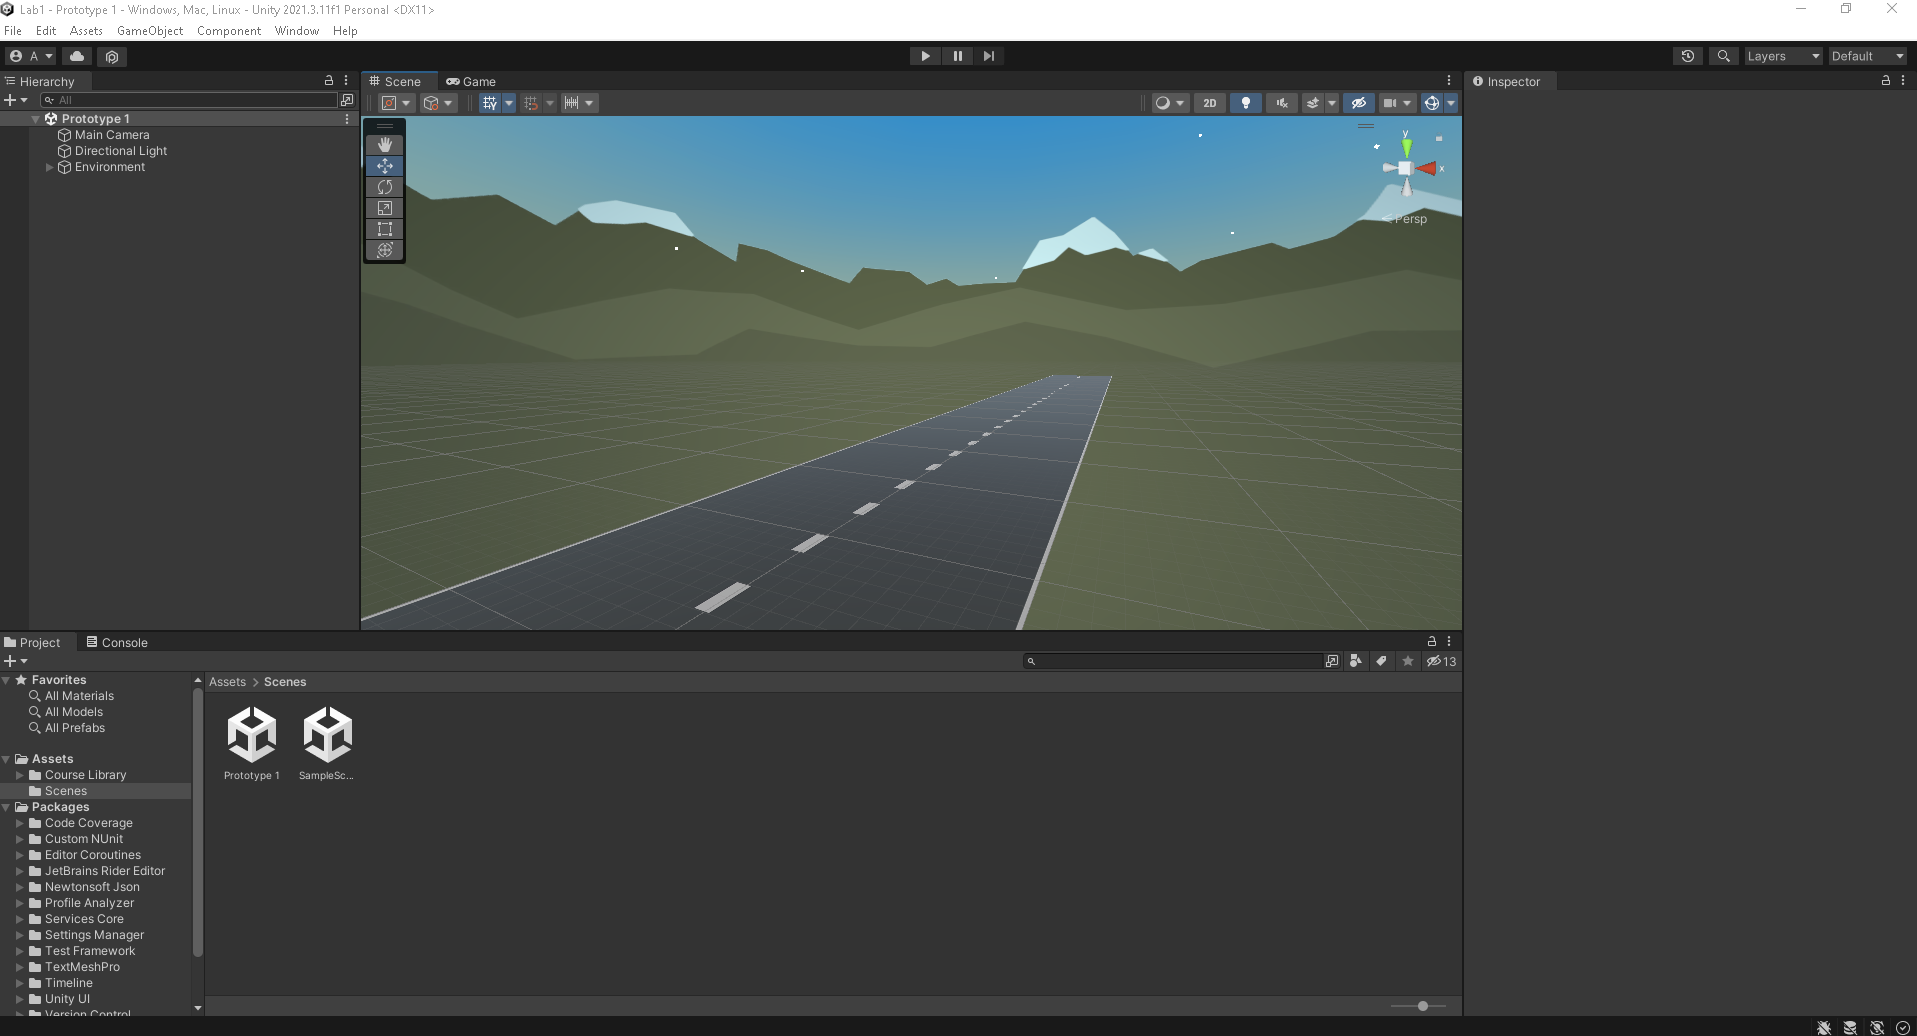 Lab1 - Prototype 1 - Windows, Mac, Linux - Unity 2021.3.11f1 Personal <DX11>
File Edit Assets GameObject Component Window Help
A
Layers Default
Hierarchy
All
Prototype 1
Main Camera
Directional Light
Environment
Scene Game
2D
y
x
Persp
Inspector
Project Console
13
Favorites
All Materials
All Models
All Prefabs
Assets
Course Library
Scenes
Packages
Code Coverage
Custom NUnit
Editor Coroutines
JetBrains Rider Editor
Newtonsoft Json
Profile Analyzer
Services Core
Settings Manager
Test Framework
TextMeshPro
Timeline
Unity UI
Version Control
Assets > Scenes
Prototype 1 SampleSc...